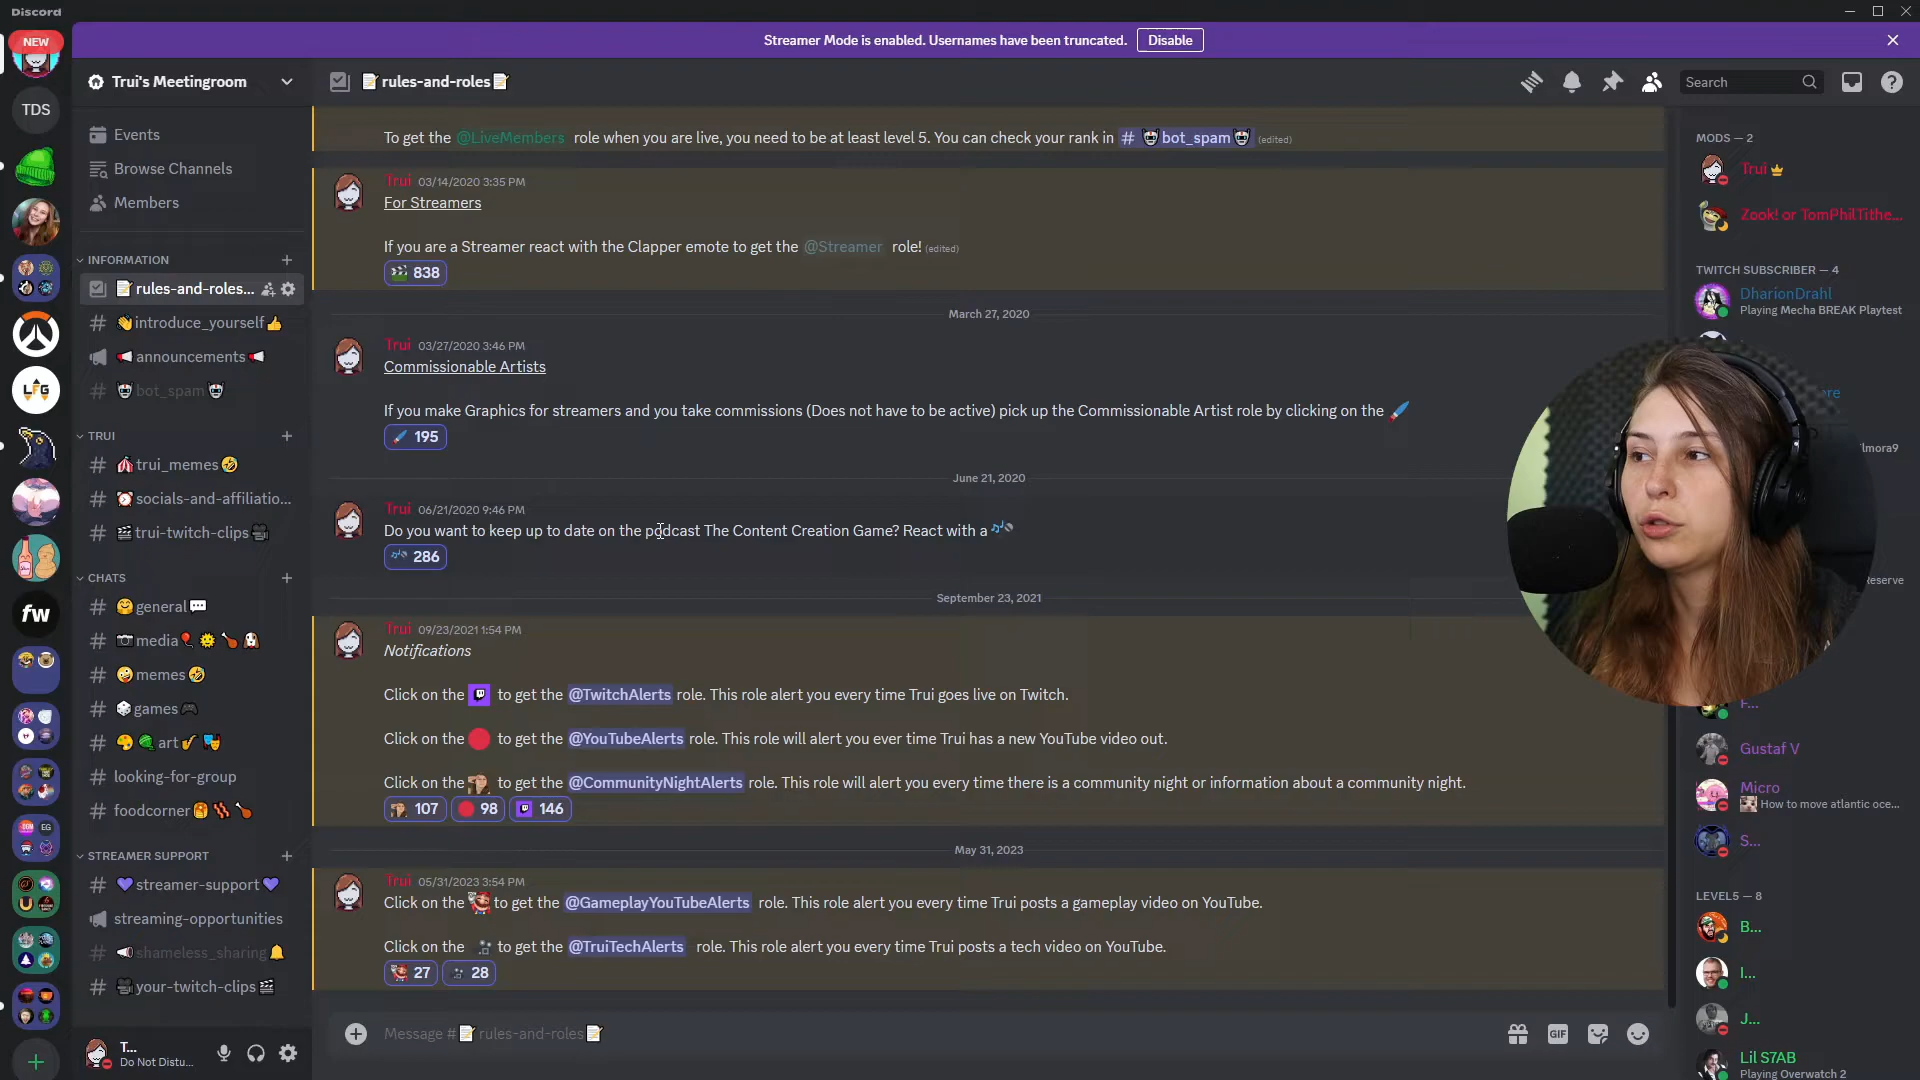 Discord
Streamer Mode is enabled. Usernames have been truncated.
Disable
NEW
TDS
LFG
fw
Trui's Meetingroom
Events
Browse Channels
Members
INFORMATION
rules-and-roles...
introduce_yourself
announcements
bot_spam
TRUI
trui_memes
socials-and-affiliatio...
trui-twitch-clips
CHATS
general
media
memes
games
art
looking-for-group
foodcorner
STREAMER SUPPORT
streamer-support
streaming-opportunities
shameless_sharing
your-twitch-clips
T...
Do Not Distu...
rules-and-roles
Search
To get the @LiveMembers role when you are live, you need to be at least level 5. You can check your rank in # bot_spam (edited)
Trui 03/14/2020 3:35 PM
For Streamers
If you are a Streamer react with the Clapper emote to get the @Streamer role! (edited)
838
March 27, 2020
Trui 03/27/2020 3:46 PM
Commissionable Artists
If you make Graphics for streamers and you take commissions (Does not have to be active) pick up the Commissionable Artist role by clicking on the
195
June 21, 2020
Trui 06/21/2020 9:46 PM
Do you want to keep up to date on the podcast The Content Creation Game? React with a
286
September 23, 2021
Trui 09/23/2021 1:54 PM
Notifications
Click on the to get the @TwitchAlerts role. This role alert you every time Trui goes live on Twitch.
Click on the to get the @YouTubeAlerts role. This role will alert you ever time Trui has a new YouTube video out.
Click on the to get the @CommunityNightAlerts role. This role will alert you every time there is a community night or information about a community night.
107 98 146
May 31, 2023
Trui 05/31/2023 3:54 PM
Click on the to get the @GameplayYouTubeAlerts role. This role alert you every time Trui posts a gameplay video on YouTube.
Click on the to get the @TruiTechAlerts role. This role alert you every time Trui posts a tech video on YouTube.
27 28
Message # rules-and-roles
GIF
MODS — 2
Trui
Zook! or TomPhilTithe...
TWITCH SUBSCRIBER — 4
DharionDrahl
Playing Mecha BREAK Playtest
ere
lmora9
Reserve
F...
Gustaf V
Micro
How to move atlantic oce...
S...
LEVEL5 — 8
B...
I...
J...
Lil S7AB
Playing Overwatch 2